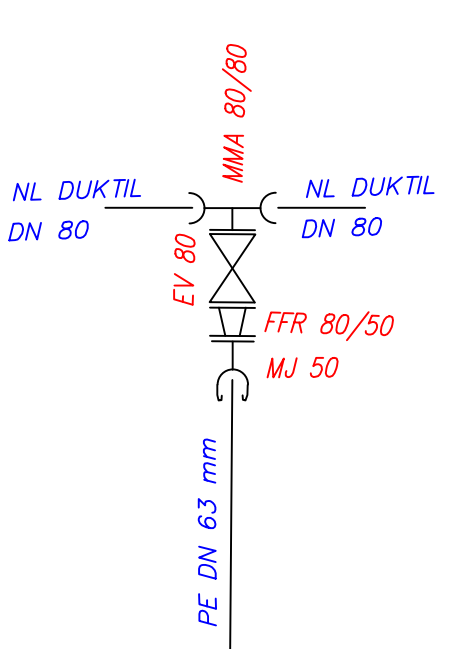 MMA 80/80
NL DUKTIL
DN 80
NL DUKTIL
DN 80
EV 80
FFR 80/50
MJ 50
PE DN 63 mm